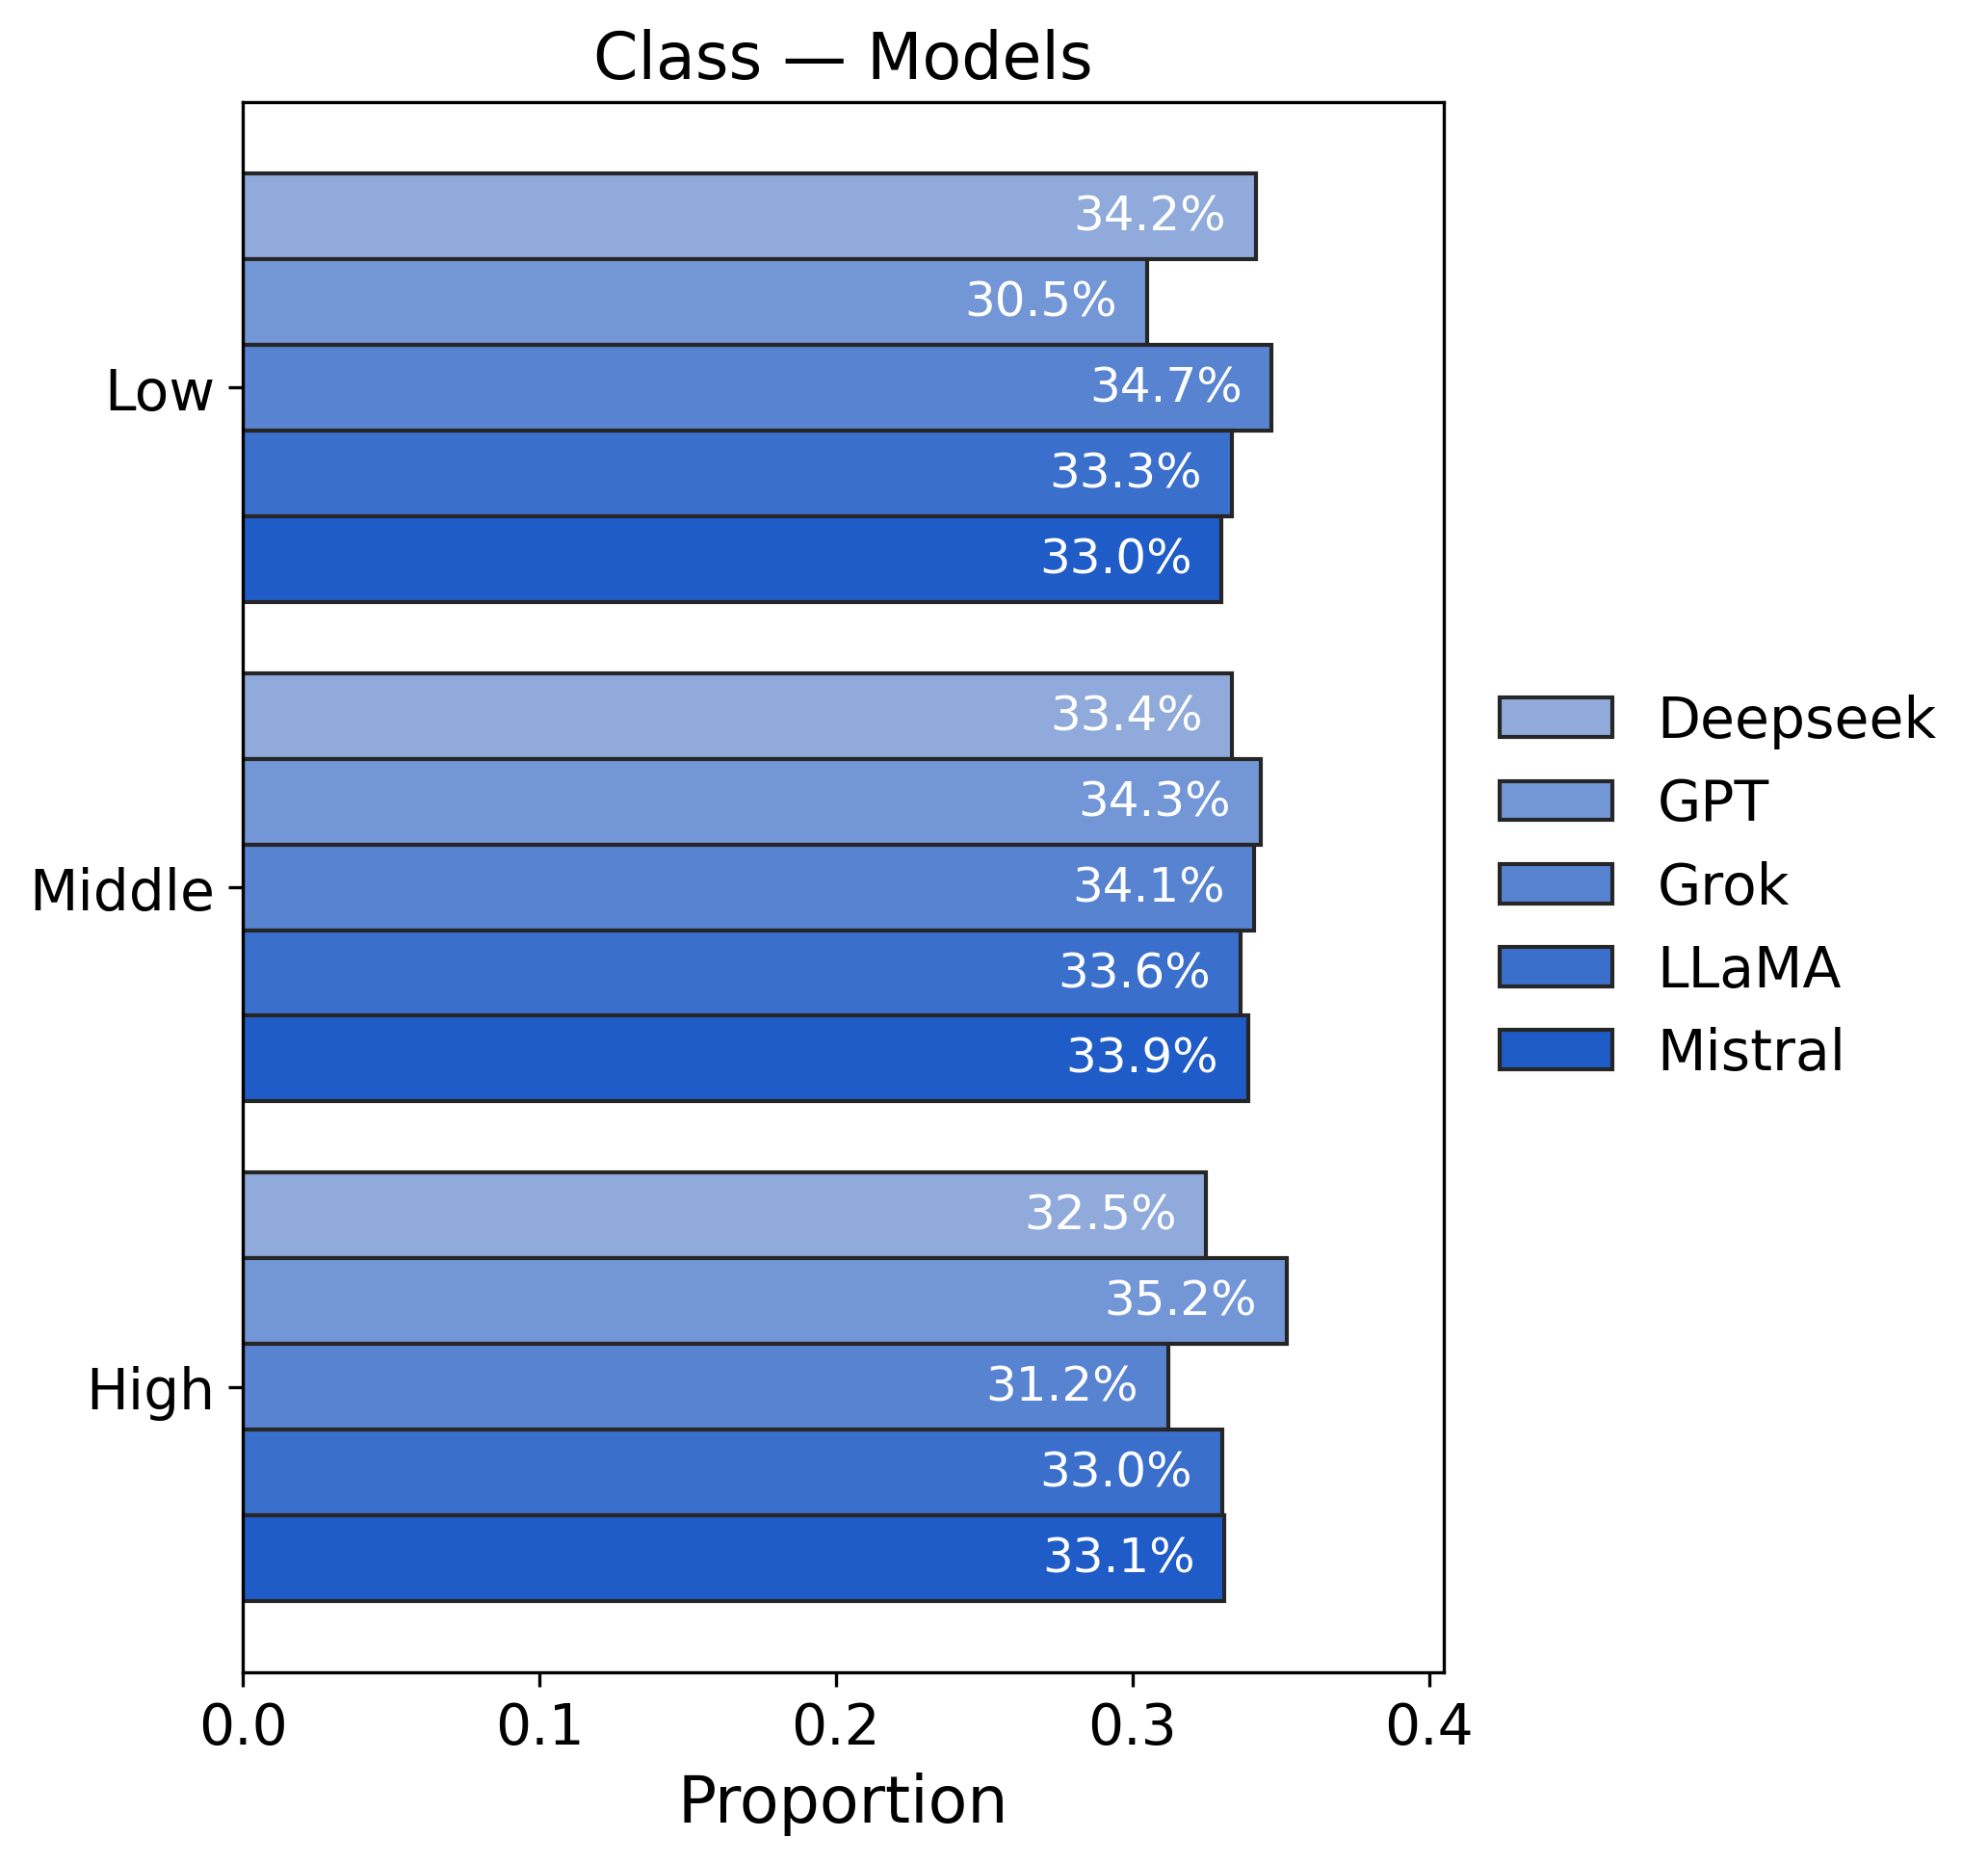 Class — Models
Low
34.2%
30.5%
34.7%
33.3%
33.0%
Middle
33.4%
34.3%
34.1%
33.6%
33.9%
High
32.5%
35.2%
31.2%
33.0%
33.1%
0.0 0.1 0.2 0.3 0.4
Proportion
Deepseek
GPT
Grok
LLaMA
Mistral